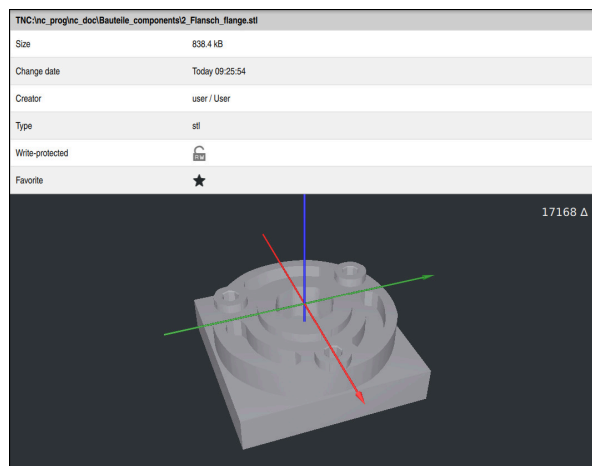 TNC:\nc_prog\nc_doc\Bauteile_components\2_Flansch_flange.stl
Size 838.4 kB
Change date Today 09:25:54
Creator user / User
Type stl
Write-protected RW
Favorite
17168 Δ